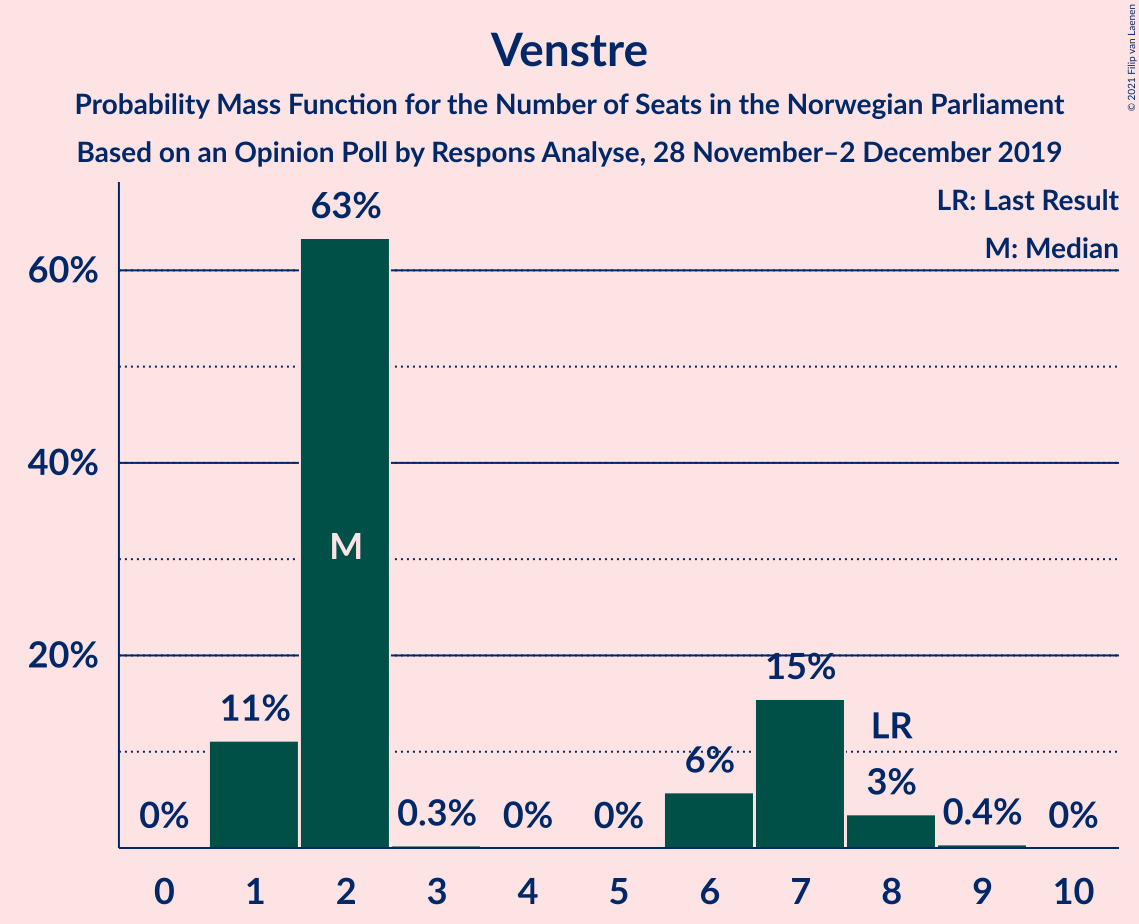 Venstre
Probability Mass Function for the Number of Seats in the Norwegian Parliament
Based on an Opinion Poll by Respons Analyse, 28 November–2 December 2019
© 2021 Filip van Laenen
LR: Last Result
M: Median
60%
40%
20%
0%
11%
63%
M
0.3%
0%
0%
6%
15%
LR
3%
0.4%
0%
0 1 2 3 4 5 6 7 8 9 10